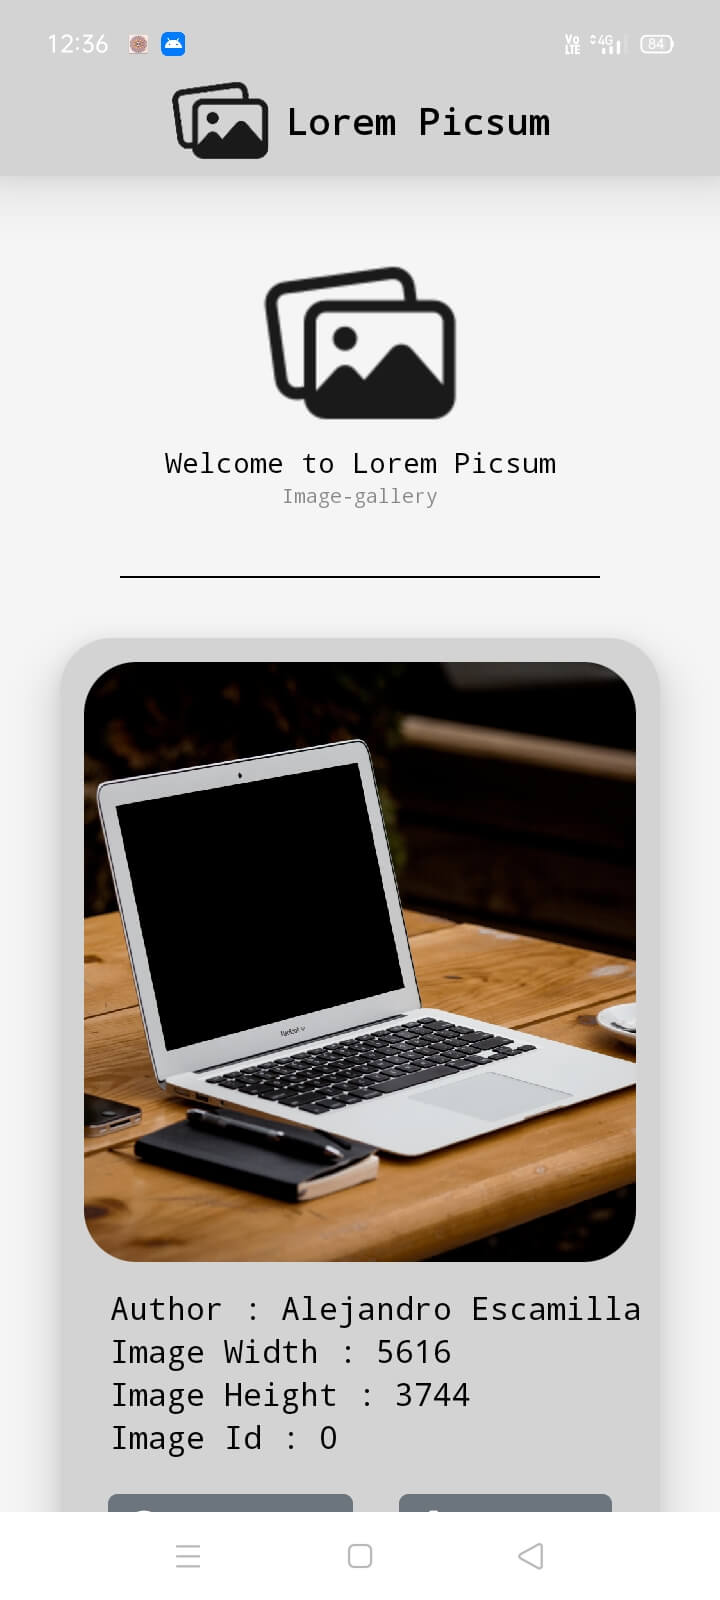 12:36
Vo
LTE
4G
84
Lorem Picsum
Welcome to Lorem Picsum
Image-gallery
Author : Alejandro Escamilla
Image Width : 5616
Image Height : 3744
Image Id : 0